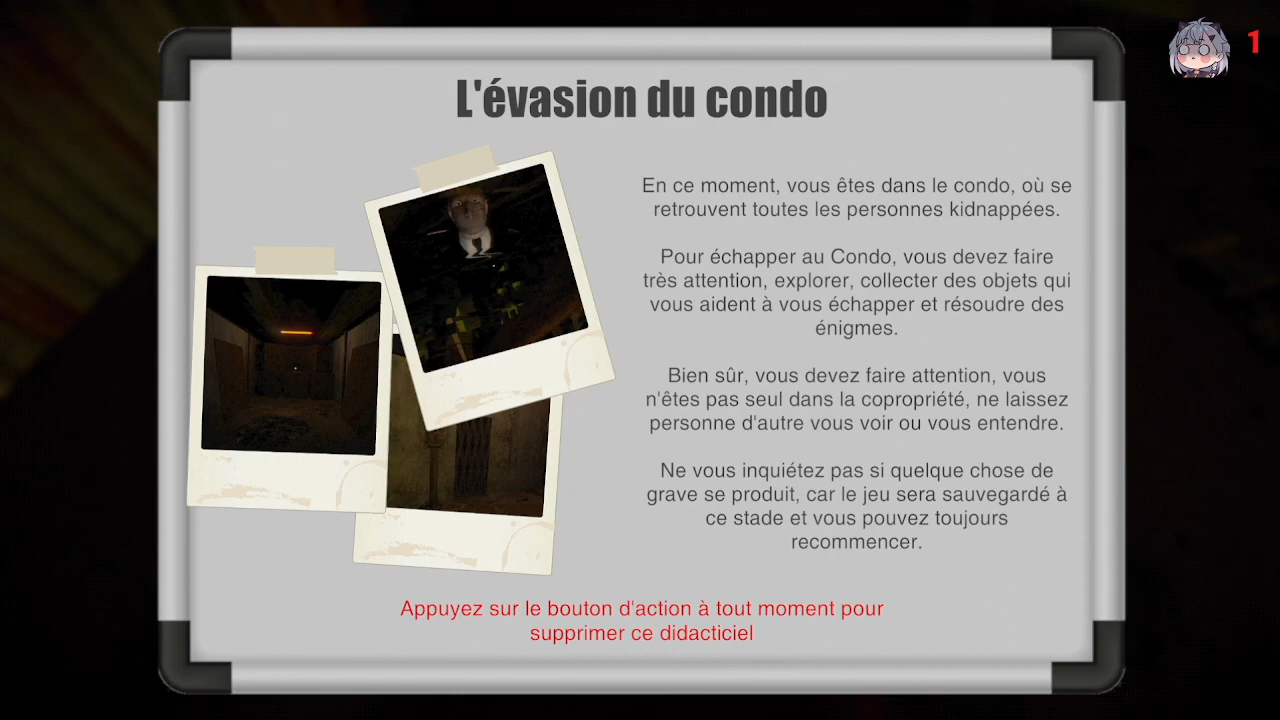 1
L'évasion du condo
En ce moment, vous êtes dans le condo, où se
retrouvent toutes les personnes kidnappées.
Pour échapper au Condo, vous devez faire
très attention, explorer, collecter des objets qui
vous aident à vous échapper et résoudre des
énigmes.
Bien sûr, vous devez faire attention, vous
n'êtes pas seul dans la copropriété, ne laissez
personne d'autre vous voir ou vous entendre.
Ne vous inquiétez pas si quelque chose de
grave se produit, car le jeu sera sauvegardé à
ce stade et vous pouvez toujours
recommencer.
Appuyez sur le bouton d'action à tout moment pour
supprimer ce didacticiel